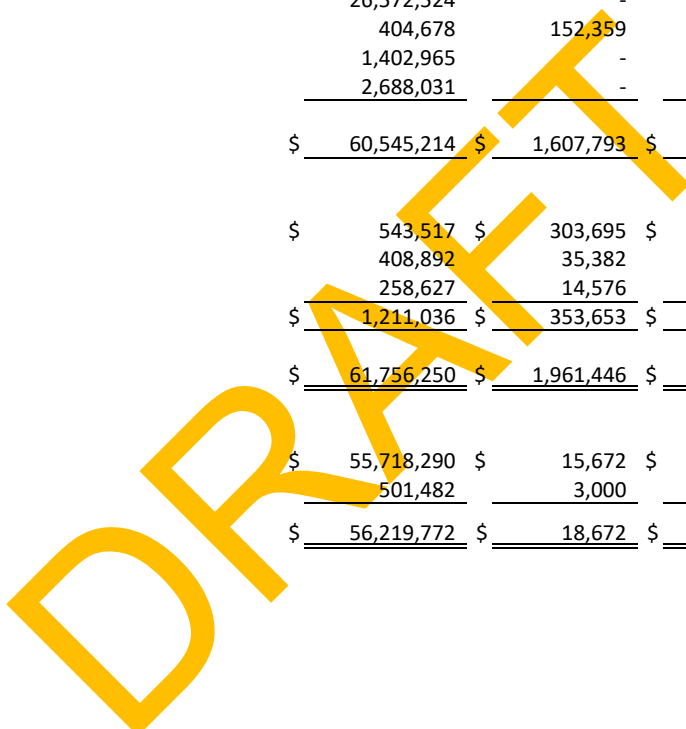 404,678 152,359
1,402,965 -
2,688,031 -
$ 60,545,214 $ 1,607,793 $
$ 543,517 $ 303,695 $
408,892 35,382
258,627 14,576
$ 1,211,036 $ 353,653 $
$ 61,756,250 $ 1,961,446 $
$ 55,718,290 $ 15,672 $
501,482 3,000
$ 56,219,772 $ 18,672 $
DRAFT